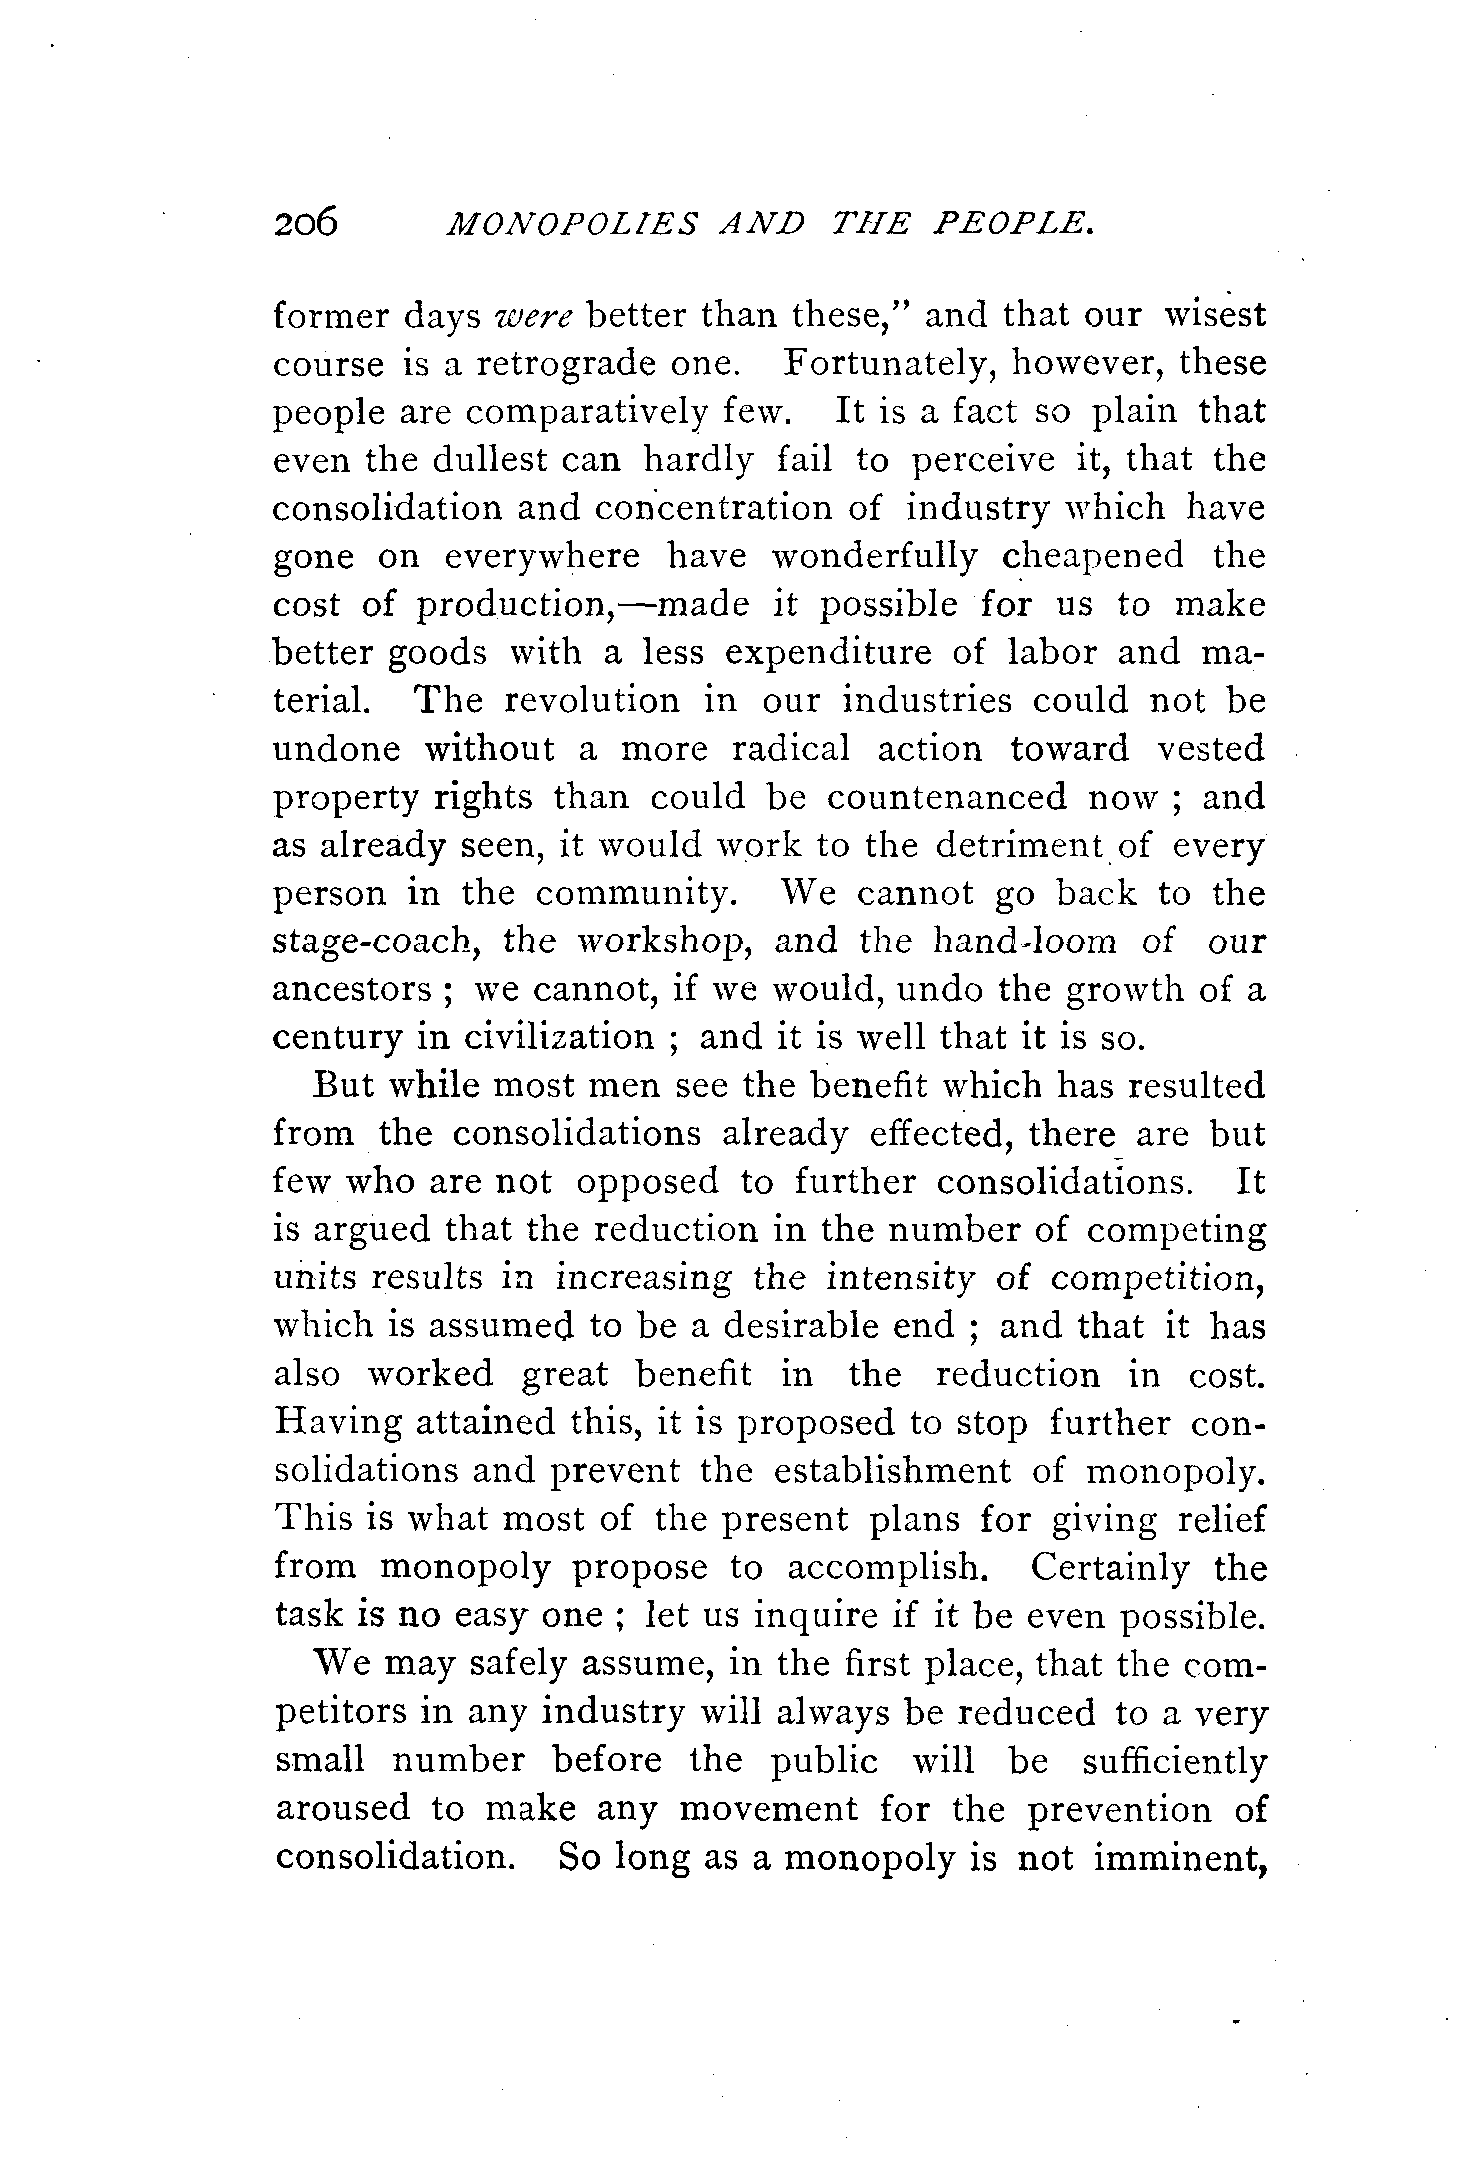 206 MONOPOLIES AND THE PEOPLE.
former days were better than these,” and that our wisest
course is a retrograde one. Fortunately, however, these
people are comparatively few. It is a fact so plain that
even the dullest can hardly fail to perceive it, that the
consolidation and concentration of industry which have
gone on everywhere have wonderfully cheapened the
cost of production,—made it possible for us to make
better goods with a less expenditure of labor and ma-
terial. The revolution in our industries could not be
undone without a more radical action toward vested
property rights than could be countenanced now ; and
as already seen, it would work to the detriment of every
person in the community. We cannot go back to the
stage-coach, the workshop, and the hand-loom of our
ancestors ; we cannot, if we would, undo the growth of a
century in civilization ; and it is well that it is so.
But while most men see the benefit which has resulted
from the consolidations already effected, there are but
few who are not opposed to further consolidations. It
is argued that the reduction in the number of competing
units results in increasing the intensity of competition,
which is assumed to be a desirable end ; and that it has
also worked great benefit in the reduction in cost.
Having attained this, it is proposed to stop further con-
solidations and prevent the establishment of monopoly.
This is what most of the present plans for giving relief
from monopoly propose to accomplish. Certainly the
task is no easy one ; let us inquire if it be even possible.
We may safely assume, in the first place, that the com-
petitors in any industry will always be reduced to a very
small number before the public will be sufficiently
aroused to make any movement for the prevention of
consolidation. So long as a monopoly is not imminent,